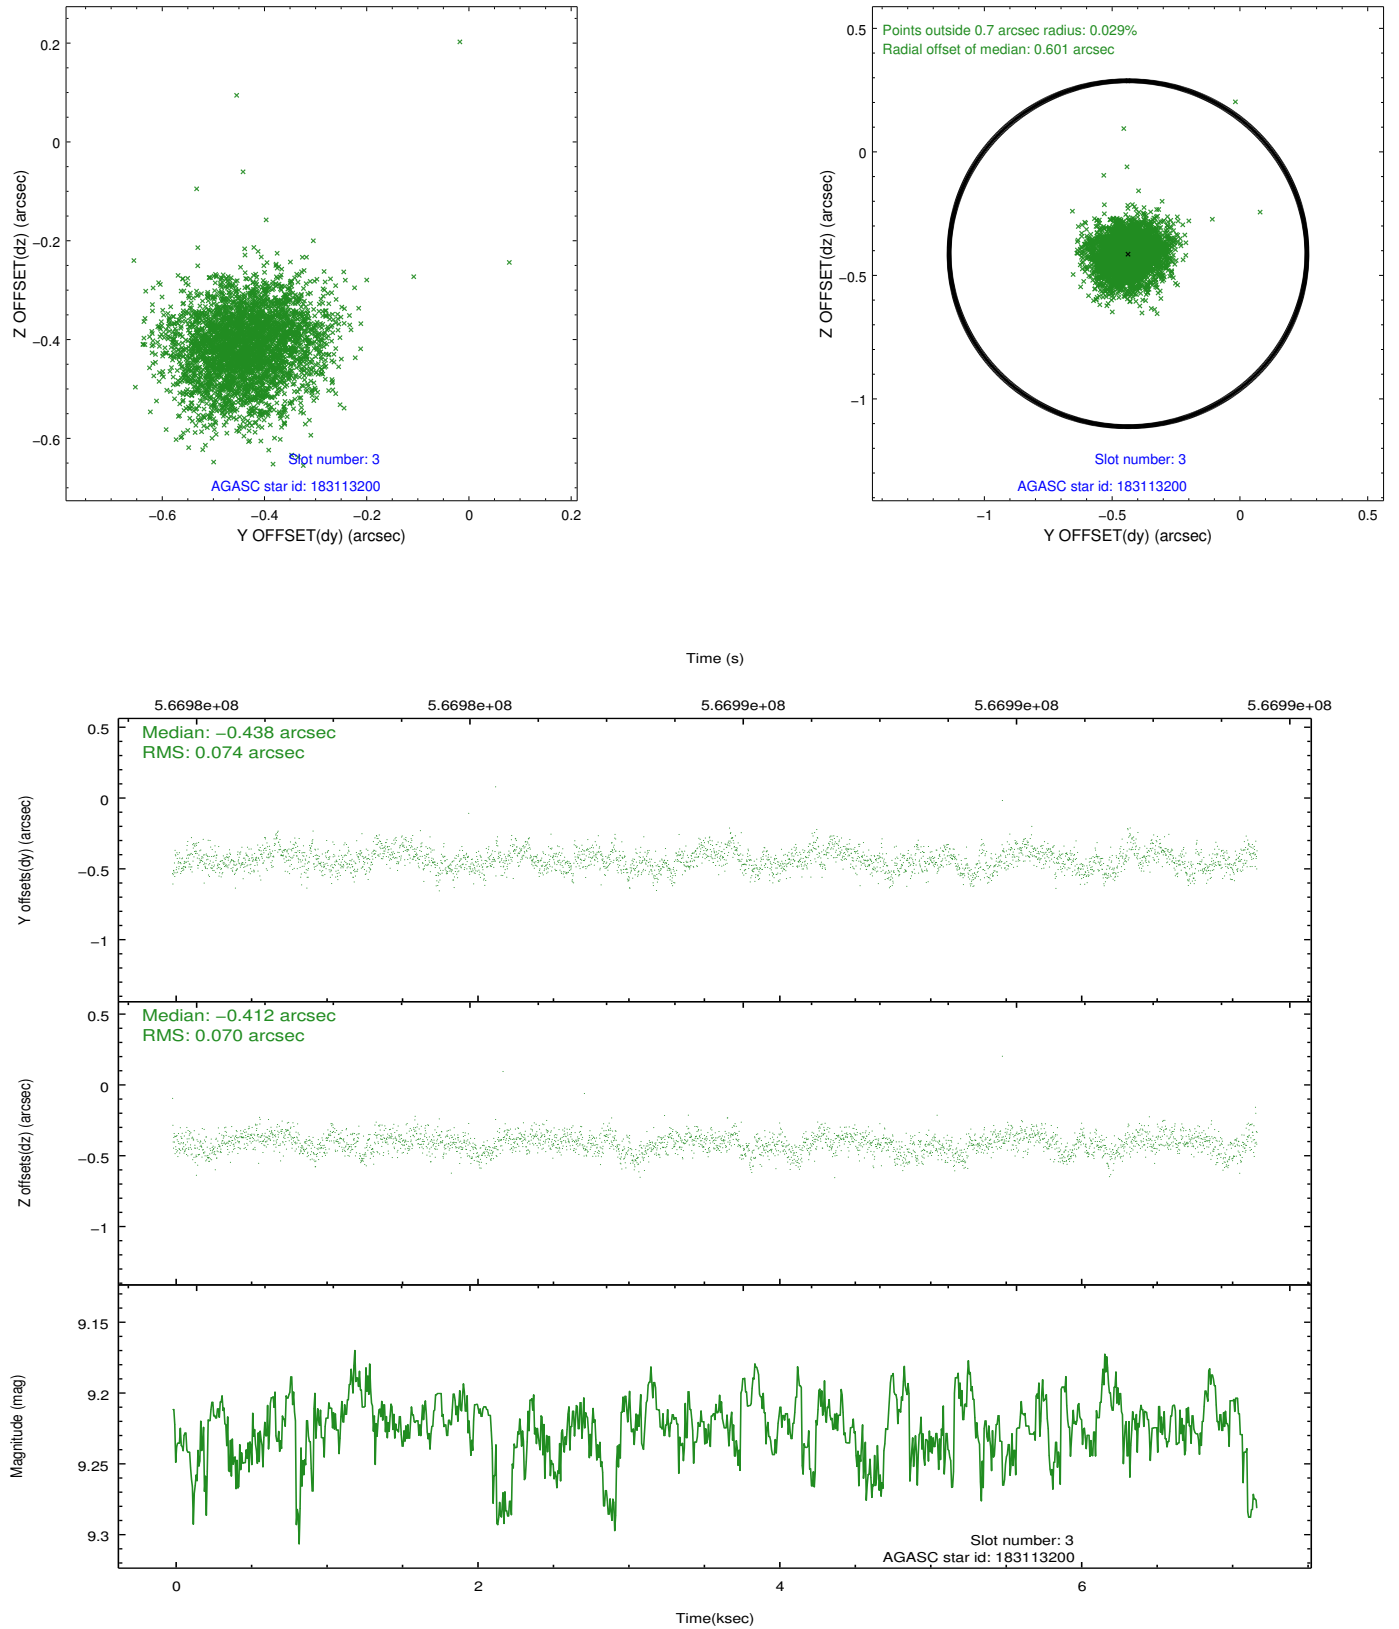 0.2
0
−0.2
−0.4
−0.6
Z OFFSET(dz) (arcsec)
Slot number: 3
AGASC star id: 183113200
−0.6 −0.4 −0.2 0 0.2
Y OFFSET(dy) (arcsec)
Points outside 0.7 arcsec radius: 0.029%
Radial offset of median: 0.601 arcsec
0.5
0
−0.5
−1
Z OFFSET(dz) (arcsec)
Slot number: 3
AGASC star id: 183113200
−1 −0.5 0 0.5
Y OFFSET(dy) (arcsec)
Time (s)
5.6698e+08 5.6698e+08 5.6699e+08 5.6699e+08 5.6699e+08
Median: −0.438 arcsec
RMS: 0.074 arcsec
0.5
0
−0.5
−1
Y offsets(dy) (arcsec)
Median: −0.412 arcsec
RMS: 0.070 arcsec
0.5
0
−0.5
−1
Z offsets(dz) (arcsec)
9.15
9.2
9.25
9.3
Magnitude (mag)
Slot number: 3
AGASC star id: 183113200
0 2 4 6
Time(ksec)